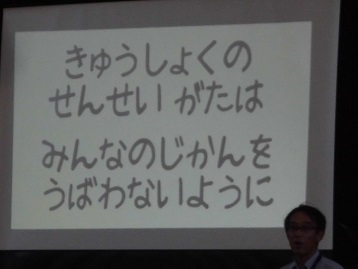 きゅうしょくの
せんせいがたは
みんなのじかんを
うばわないように